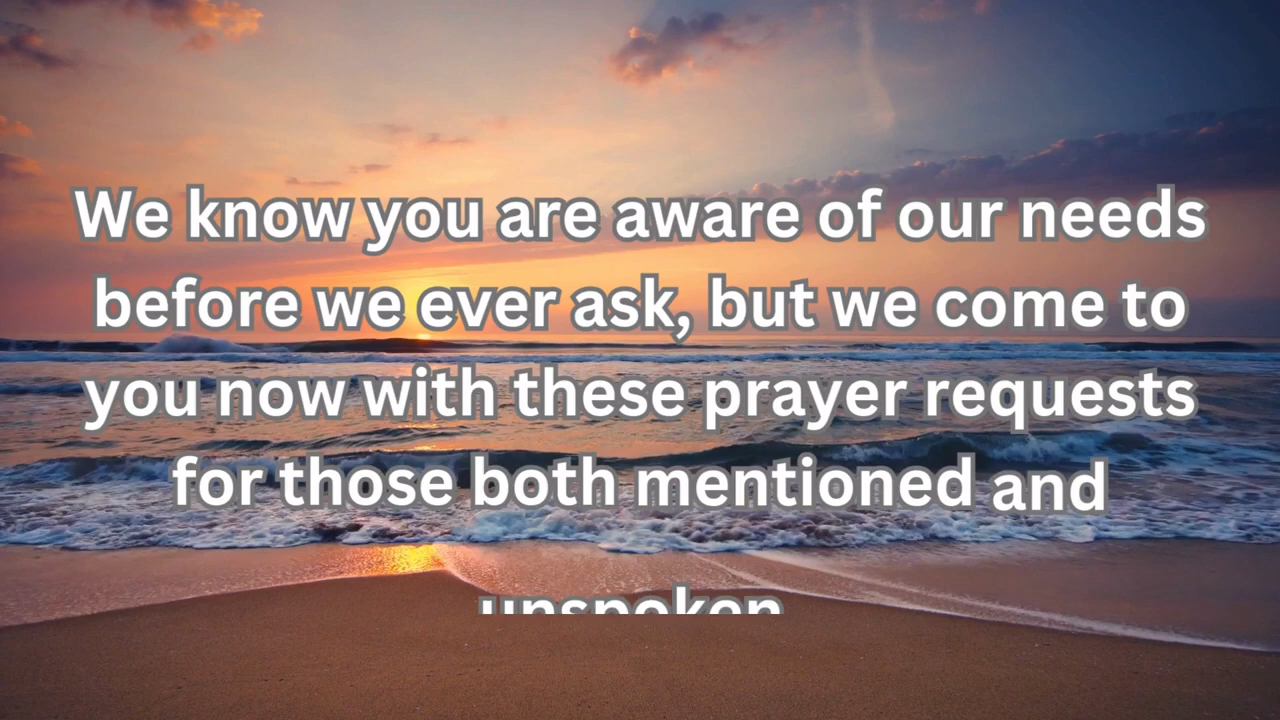 We know you are aware of our needs
before we ever ask, but we come to
you now with these prayer requests
for those both mentioned and
unspoken